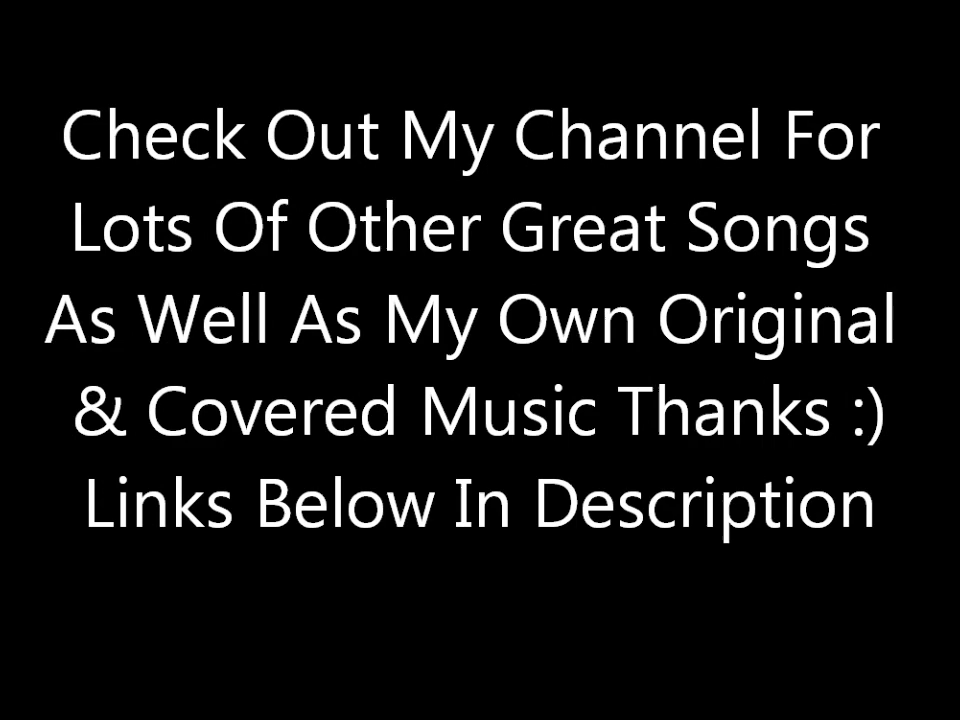 Check Out My Channel For
Lots Of Other Great Songs
As Well As My Own Original
& Covered Music Thanks :)
Links Below In Description